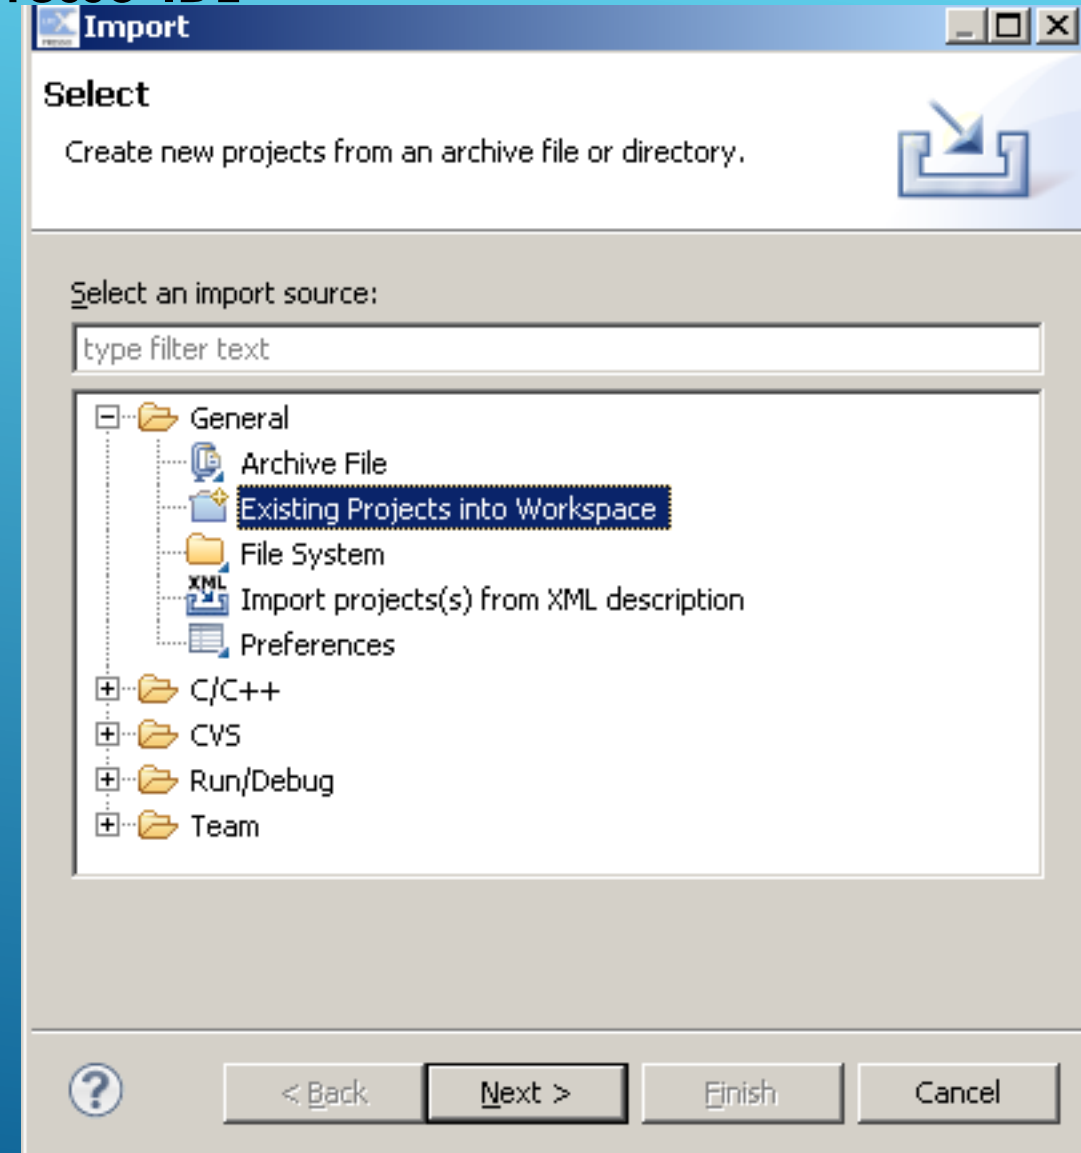 Import
Select
Create new projects from an archive file or directory.
Select an import source:
type filter text
General
Archive File
Existing Projects into Workspace
File System
XML
Import projects(s) from XML description
Preferences
C/C++
CVS
Run/Debug
Team
?
< Back
Next >
Finish
Cancel